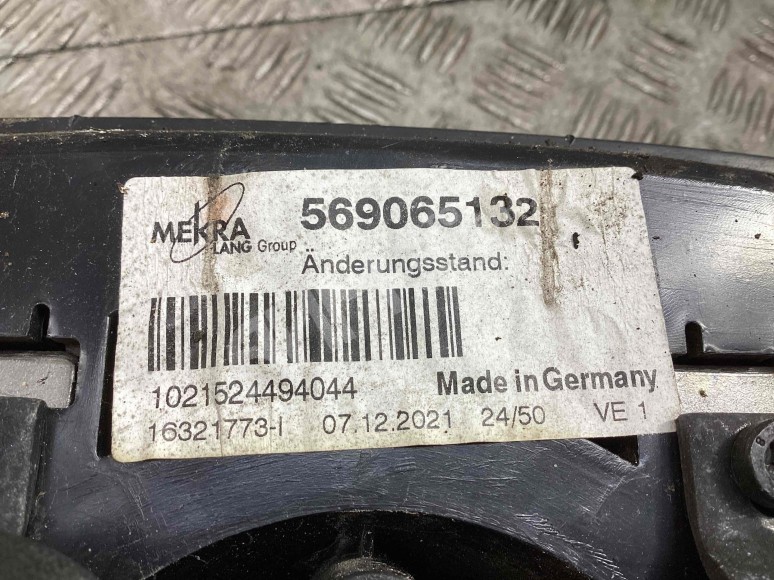 MEKRA
LANG Group
569065132
Änderungsstand:
1021524494044
Made in Germany
16321773-I 07.12.2021 24/50 VE 1